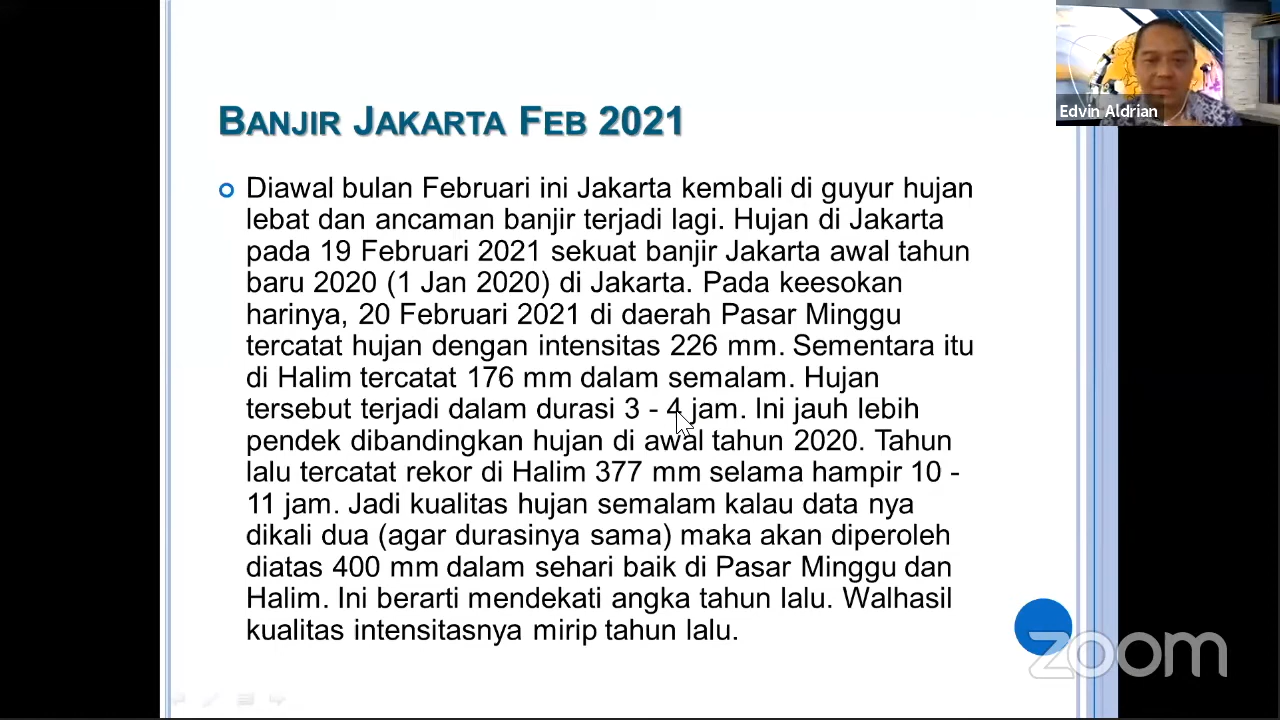 BANJIR JAKARTA FEB 2021
Diawal bulan Februari ini Jakarta kembali di guyur hujan
lebat dan ancaman banjir terjadi lagi. Hujan di Jakarta
pada 19 Februari 2021 sekuat banjir Jakarta awal tahun
baru 2020 (1 Jan 2020) di Jakarta. Pada keesokan
harinya, 20 Februari 2021 di daerah Pasar Minggu
tercatat hujan dengan intensitas 226 mm. Sementara itu
di Halim tercatat 176 mm dalam semalam. Hujan
tersebut terjadi dalam durasi 3 - 4 jam. Ini jauh lebih
pendek dibandingkan hujan di awal tahun 2020. Tahun
lalu tercatat rekor di Halim 377 mm selama hampir 10 -
11 jam. Jadi kualitas hujan semalam kalau data nya
dikali dua (agar durasinya sama) maka akan diperoleh
diatas 400 mm dalam sehari baik di Pasar Minggu dan
Halim. Ini berarti mendekati angka tahun lalu. Walhasil
kualitas intensitasnya mirip tahun lalu.
Edvin Aldrian
zoom